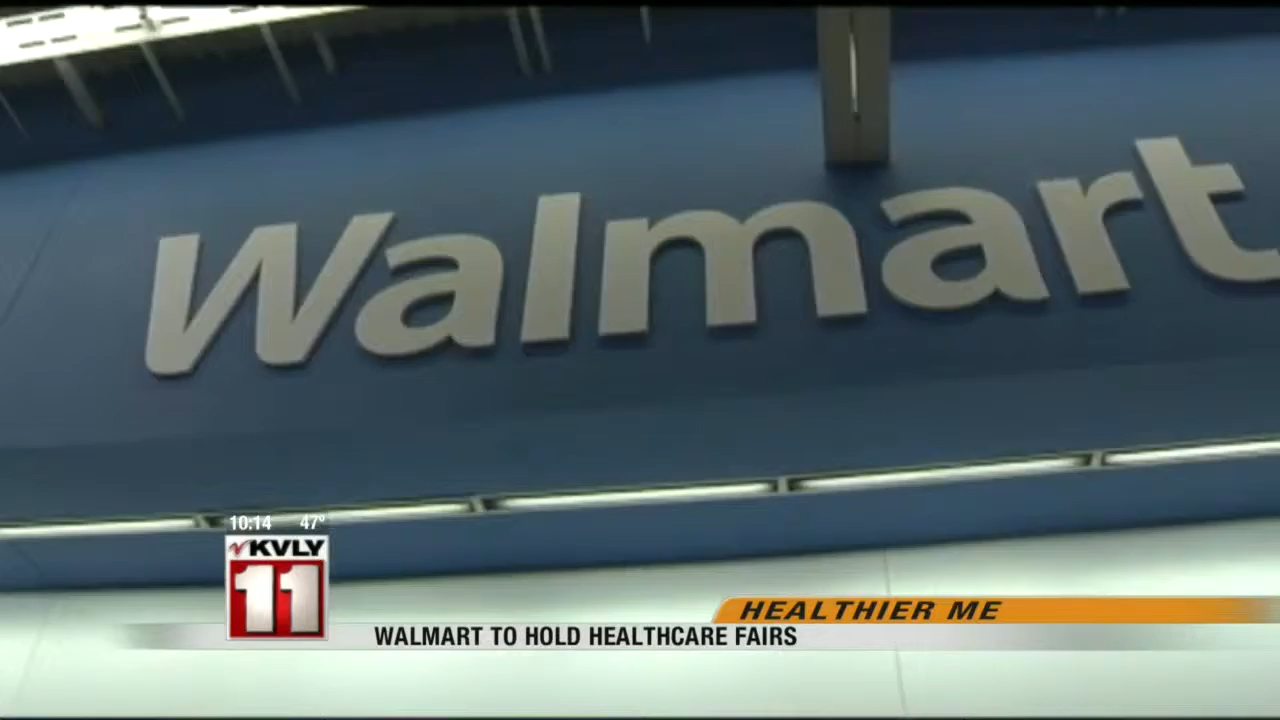 Walmart
10:14 47°
KVLY
11
HEALTHIER ME
WALMART TO HOLD HEALTHCARE FAIRS